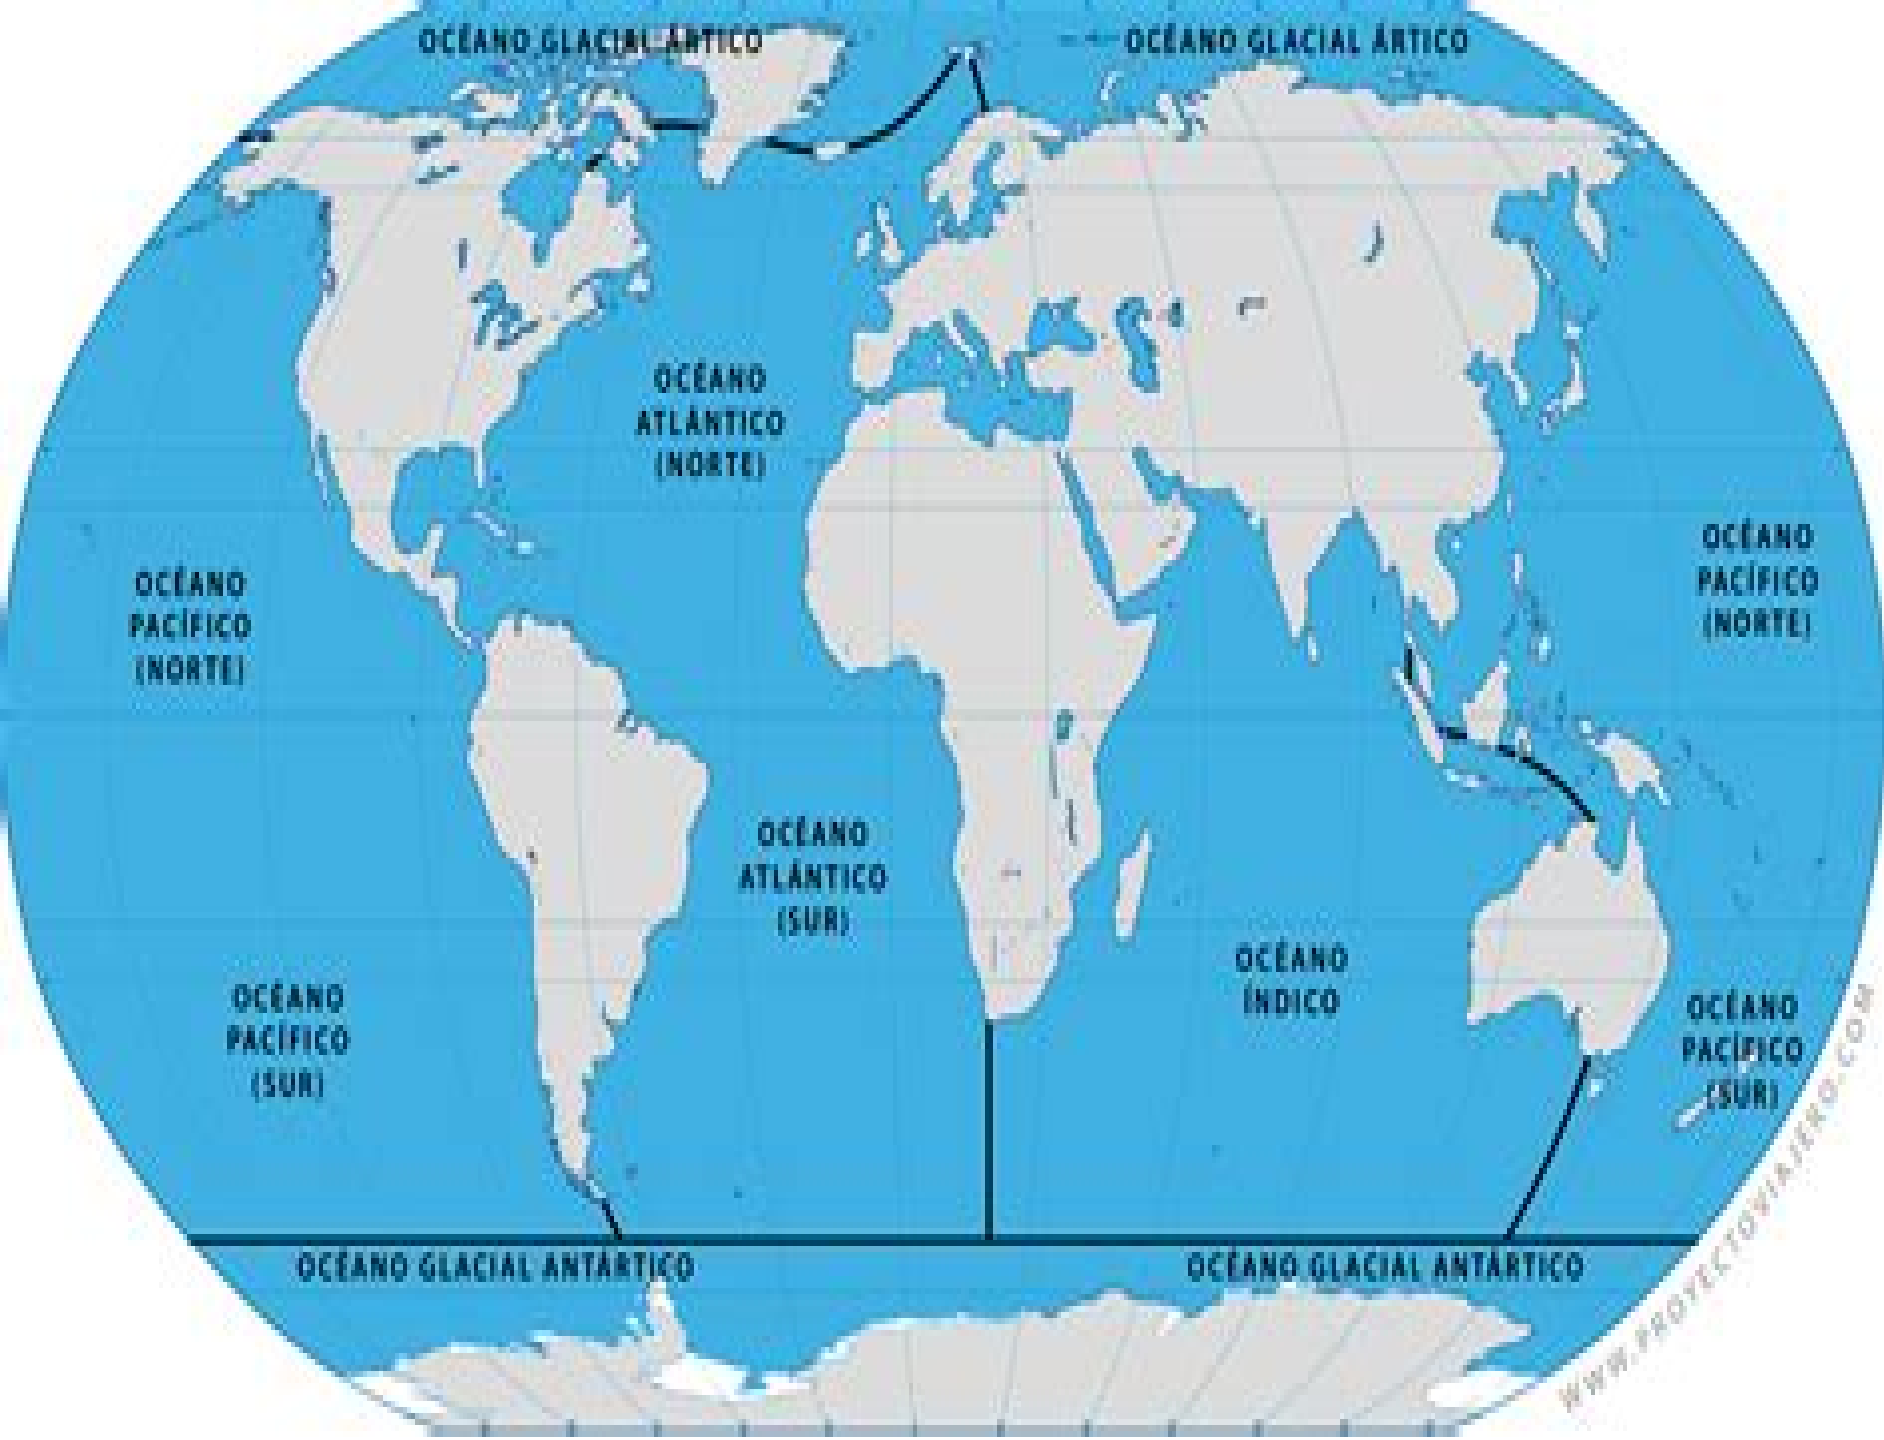 OCÉANO GLACIAL ÁRTICO
OCÉANO GLACIAL ÁRTICO
OCÉANO
ATLÁNTICO
(NORTE)
OCÉANO
PACÍFICO
(NORTE)
OCÉANO
PACÍFICO
(NORTE)
OCÉANO
ATLÁNTICO
(SUR)
OCÉANO
ÍNDICO
OCÉANO
PACÍFICO
(SUR)
OCÉANO
PACÍFICO
(SUR)
OCÉANO GLACIAL ANTÁRTICO
OCÉANO GLACIAL ANTÁRTICO
WWW.PROYECTOVIAJERO.COM